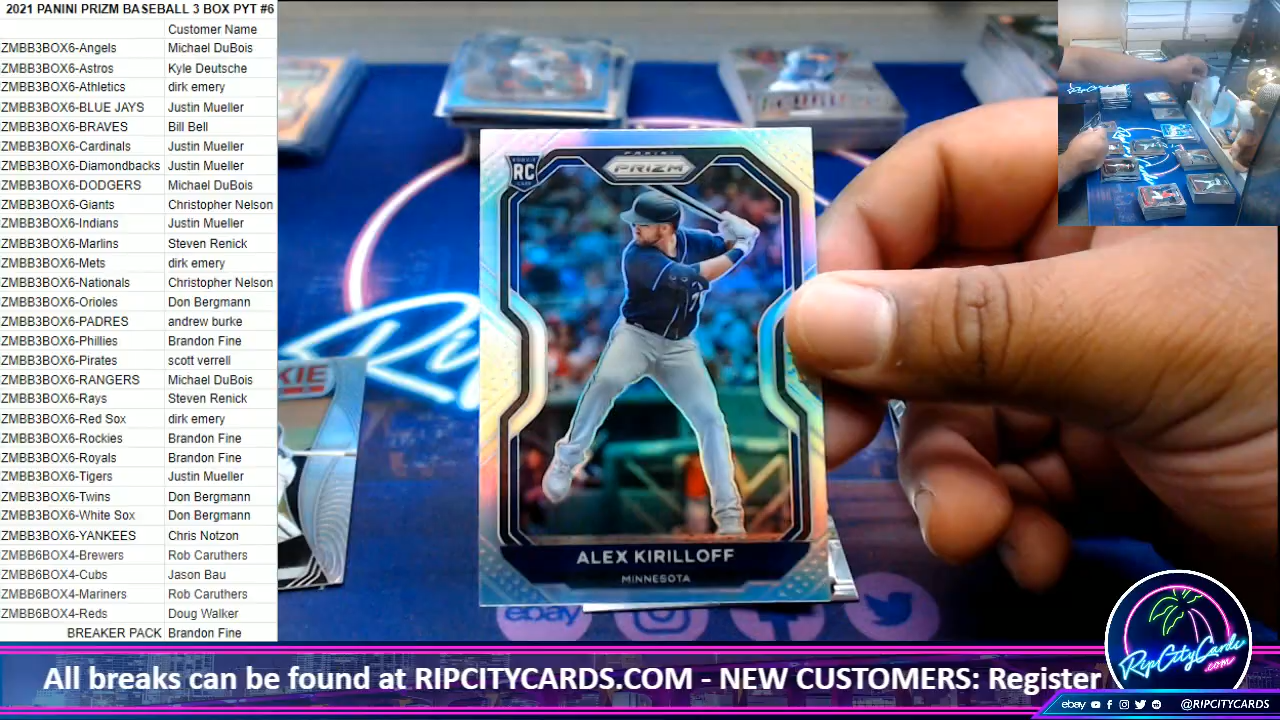 2021 PANINI PRIZM BASEBALL 3 BOX PYT #6
Customer Name
ZMBB3BOX6-Angels Michael DuBois
ZMBB3BOX6-Astros Kyle Deutsche
ZMBB3BOX6-Athletics dirk emery
ZMBB3BOX6-BLUE JAYS Justin Mueller
ZMBB3BOX6-BRAVES Bill Bell
ZMBB3BOX6-Cardinals Justin Mueller
ZMBB3BOX6-Diamondbacks Justin Mueller
ZMBB3BOX6-DODGERS Michael DuBois
ZMBB3BOX6-Giants Christopher Nelson
ZMBB3BOX6-Indians Justin Mueller
ZMBB3BOX6-Marlins Steven Renick
ZMBB3BOX6-Mets dirk emery
ZMBB3BOX6-Nationals Christopher Nelson
ZMBB3BOX6-Orioles Don Bergmann
ZMBB3BOX6-PADRES andrew burke
ZMBB3BOX6-Phillies Brandon Fine
ZMBB3BOX6-Pirates scott verrell
ZMBB3BOX6-RANGERS Michael DuBois
ZMBB3BOX6-Rays Steven Renick
ZMBB3BOX6-Red Sox dirk emery
ZMBB3BOX6-Rockies Brandon Fine
ZMBB3BOX6-Royals Brandon Fine
ZMBB3BOX6-Tigers Justin Mueller
ZMBB3BOX6-Twins Don Bergmann
ZMBB3BOX6-White Sox Don Bergmann
ZMBB3BOX6-YANKEES Chris Notzon
ZMBB6BOX4-Brewers Rob Caruthers
ZMBB6BOX4-Cubs Jason Bau
ZMBB6BOX4-Mariners Rob Caruthers
ZMBB6BOX4-Reds Doug Walker
BREAKER PACK Brandon Fine
ROOKIE
RC
CARD
PANINI
PRIZM
ALEX KIRILLOFF
MINNESOTA
KIE
ebay
All breaks can be found at RIPCITYCARDS.COM - NEW CUSTOMERS: Register
RipCityCards
.com
ebay @RIPCITYCARDS